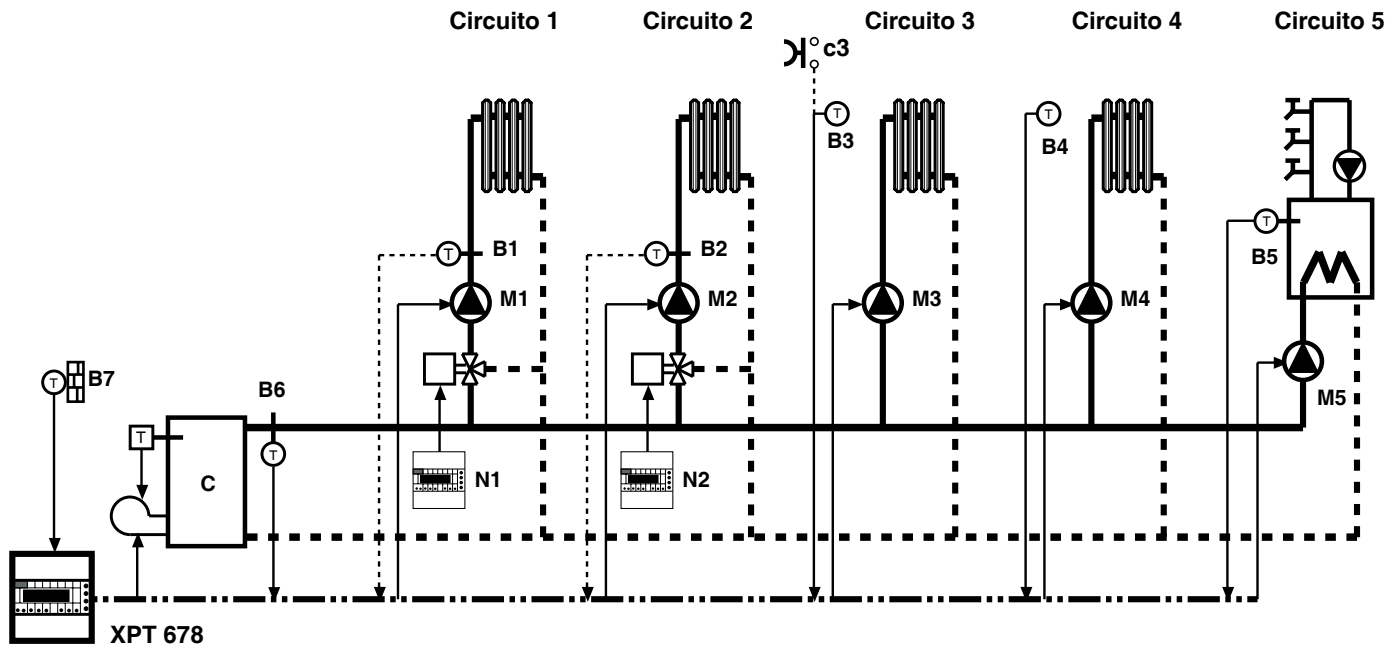 Circuito 1
Circuito 2
Circuito 3
Circuito 4
Circuito 5
c3
T
B3
T
B4
T
B1
T
B2
T
B5
M1
M2
M3
M4
M5
T
B7
B6
T
T
C
N1
N2
XPT 678